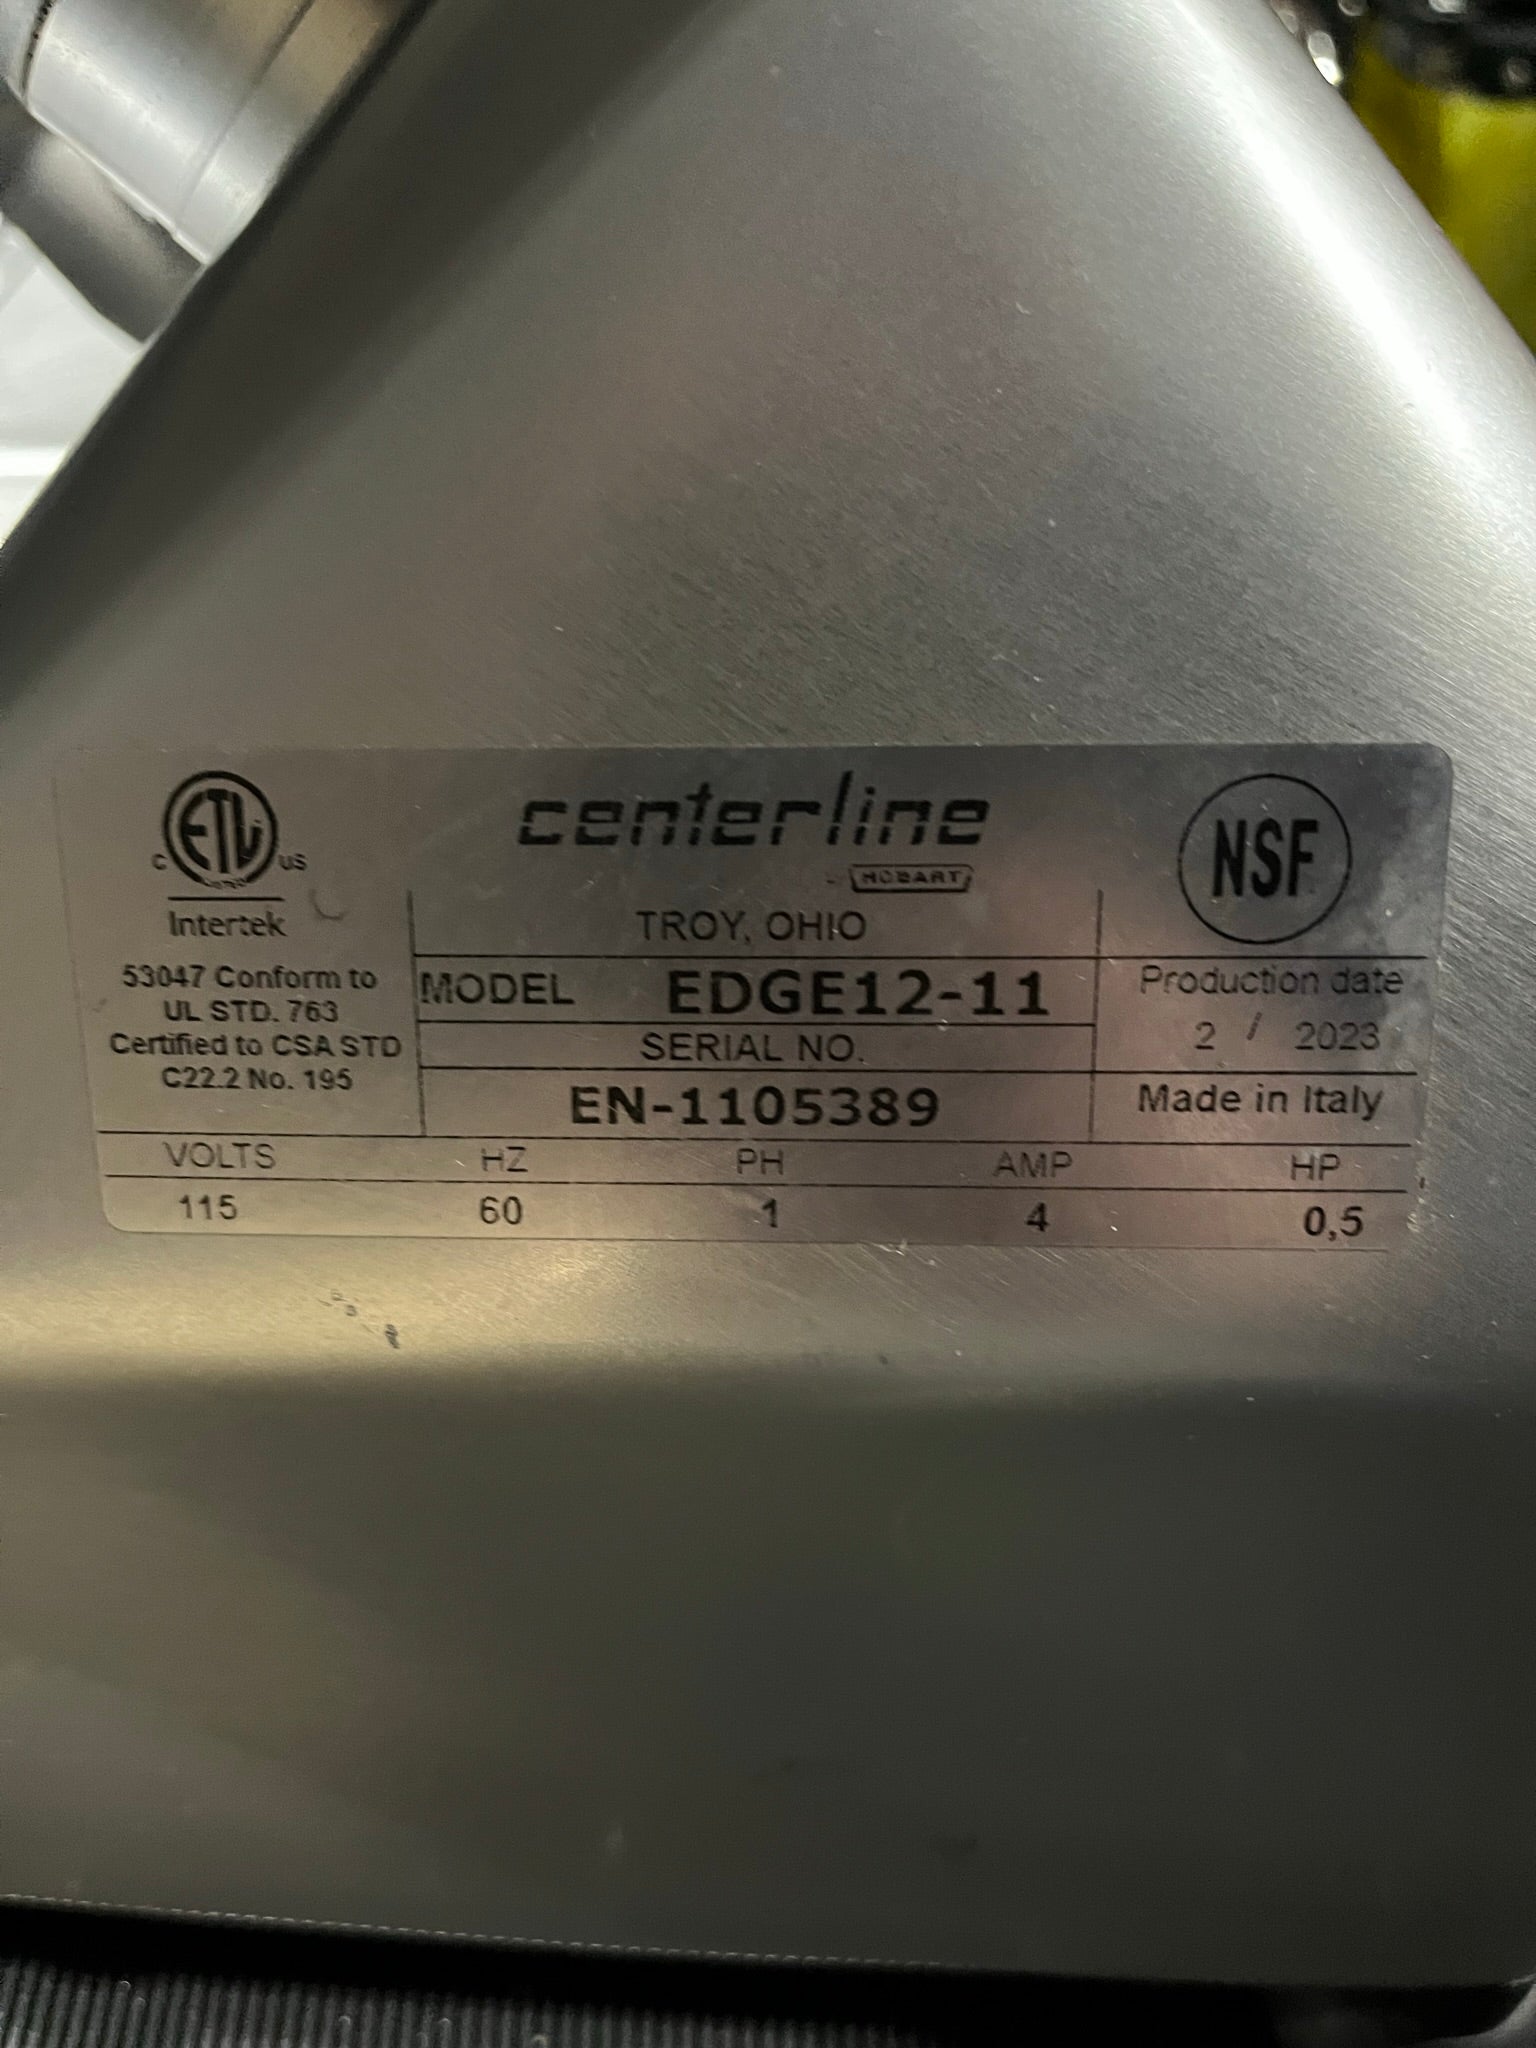 ETL
C US
Intertek
53047 Conform to
UL STD. 763
Certified to CSA STD
C22.2 No. 195
centerline
HOBART
TROY, OHIO
MODEL EDGE12-11
SERIAL NO.
EN-1105389
NSF
Production date
2 / 2023
Made in Italy
VOLTS HZ PH AMP HP
115 60 1 4 0,5